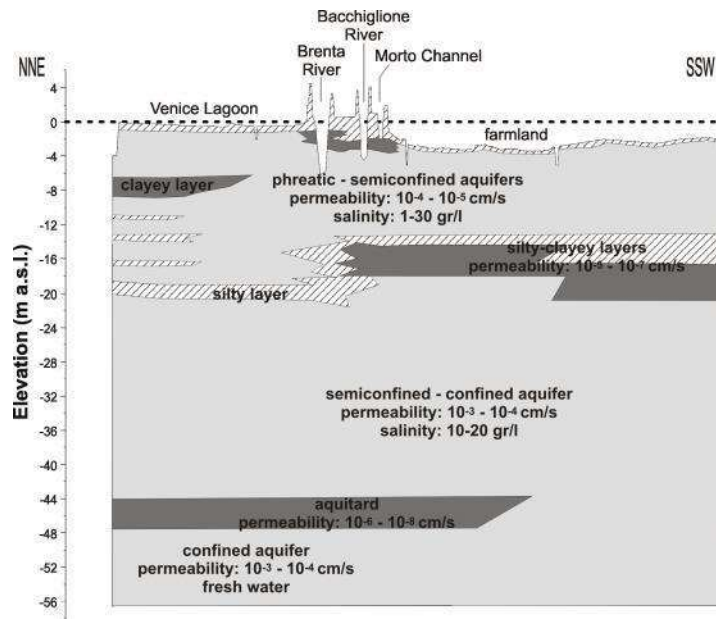 Bacchiglione
River
Brenta
River
Morto Channel
NNE
SSW
Venice Lagoon
farmland
Elevation (m a.s.l.)
4
0
-4
-8
-12
-16
-20
-24
-28
-32
-36
-40
-44
-48
-52
-56
clayey layer
phreatic - semiconfined aquifers
permeability: 10-4 - 10-5 cm/s
salinity: 1-30 gr/l
silty-clayey layers
permeability: 10-5 - 10-7 cm/s
silty layer
semiconfined - confined aquifer
permeability: 10-3 - 10-4 cm/s
salinity: 10-20 gr/l
aquitard
permeability: 10-6 - 10-8 cm/s
confined aquifer
permeability: 10-3 - 10-4 cm/s
fresh water